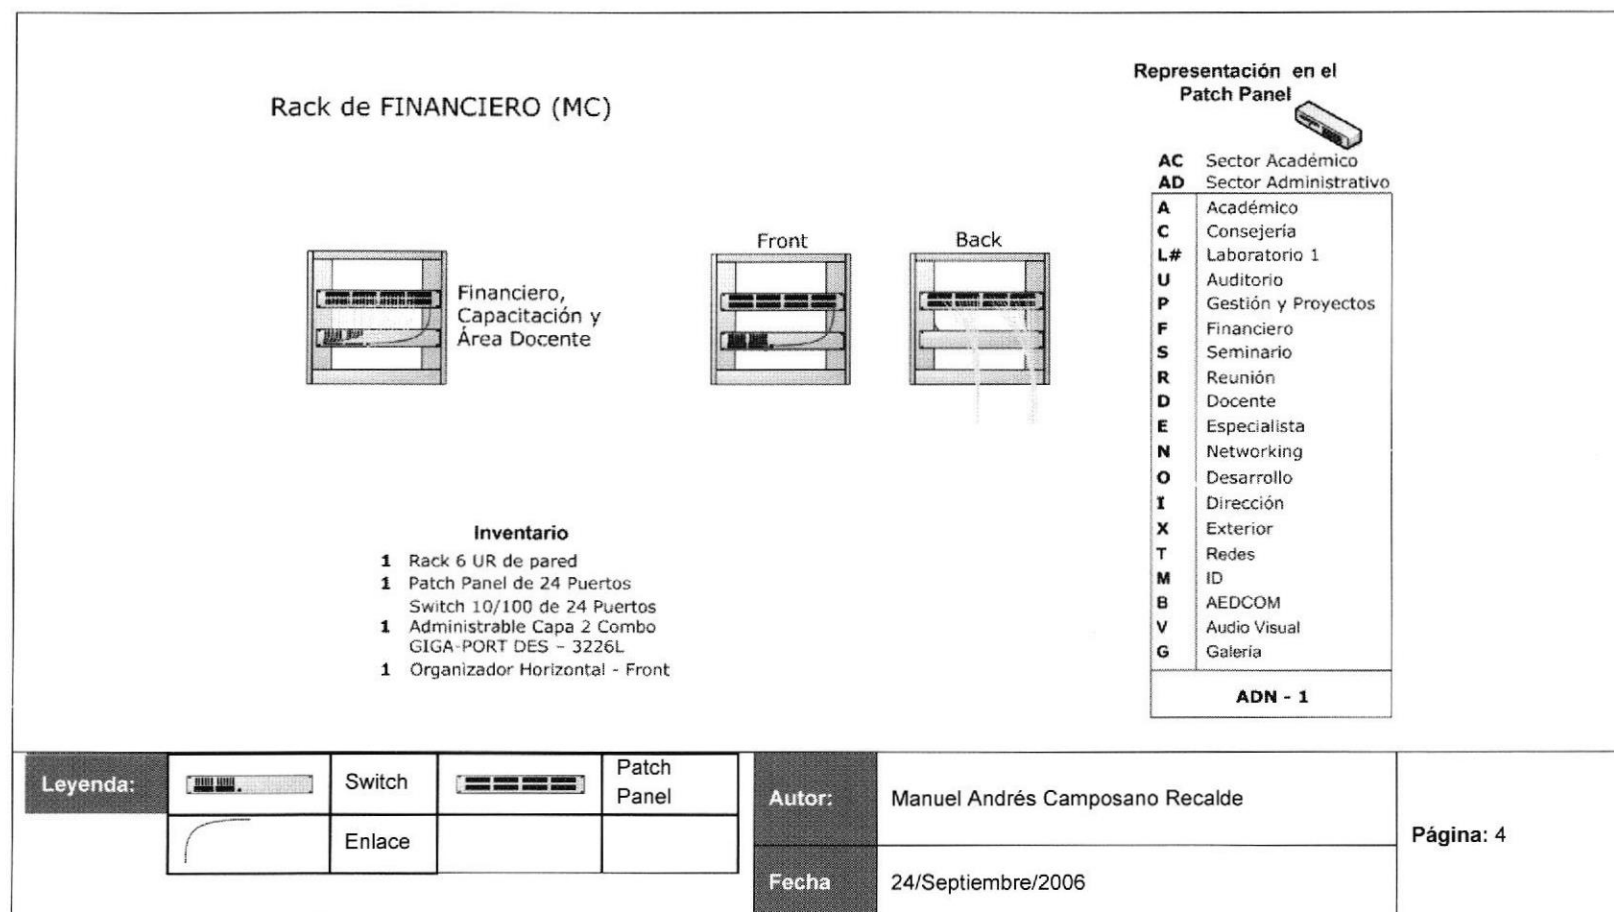 Rack de FINANCIERO (MC)
Financiero,
Capacitación y
Área Docente
Front
Back
Inventario
1 Rack 6 UR de pared
1 Patch Panel de 24 Puertos
Switch 10/100 de 24 Puertos
1 Administrable Capa 2 Combo
GIGA-PORT DES – 3226L
1 Organizador Horizontal - Front
Representación en el
Patch Panel
AC Sector Académico
AD Sector Administrativo
A Académico
C Consejería
L# Laboratorio 1
U Auditorio
P Gestión y Proyectos
F Financiero
S Seminario
R Reunión
D Docente
E Especialista
N Networking
O Desarrollo
I Dirección
X Exterior
T Redes
M ID
B AEDCOM
V Audio Visual
G Galería
ADN - 1
Leyenda:
Switch
Patch
Panel
Enlace
Autor: Manuel Andrés Camposano Recalde
Fecha 24/Septiembre/2006
Página: 4